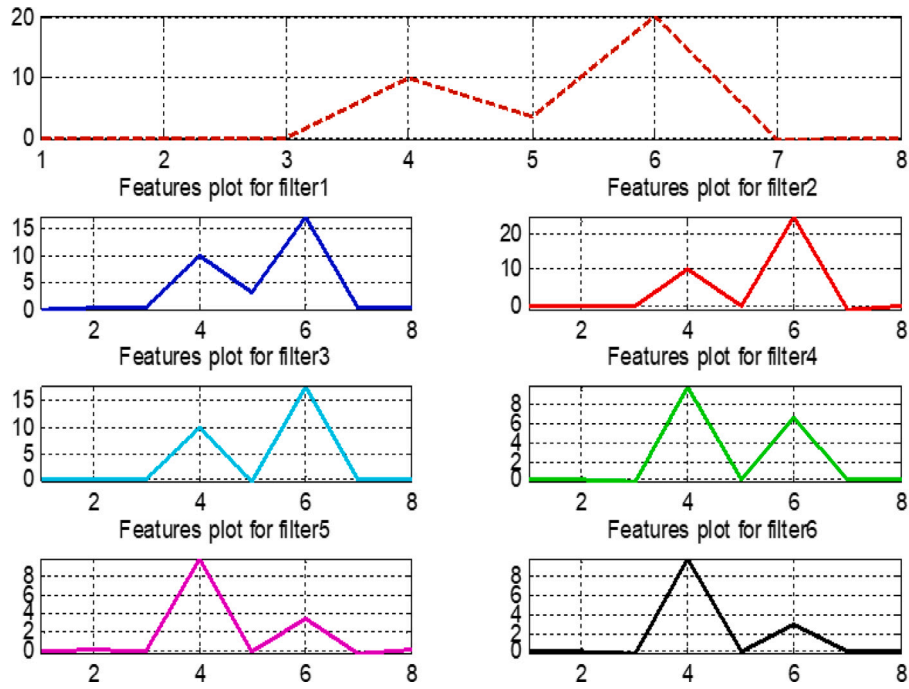 20
10
0
1 2 3 4 5 6 7 8
Features plot for filter1
Features plot for filter2
15
10
5
0
2 4 6 8
20
10
0
2 4 6 8
Features plot for filter3
Features plot for filter4
15
10
5
0
2 4 6 8
8
6
4
2
0
2 4 6 8
Features plot for filter5
Features plot for filter6
8
6
4
2
0
2 4 6 8
8
6
4
2
0
2 4 6 8